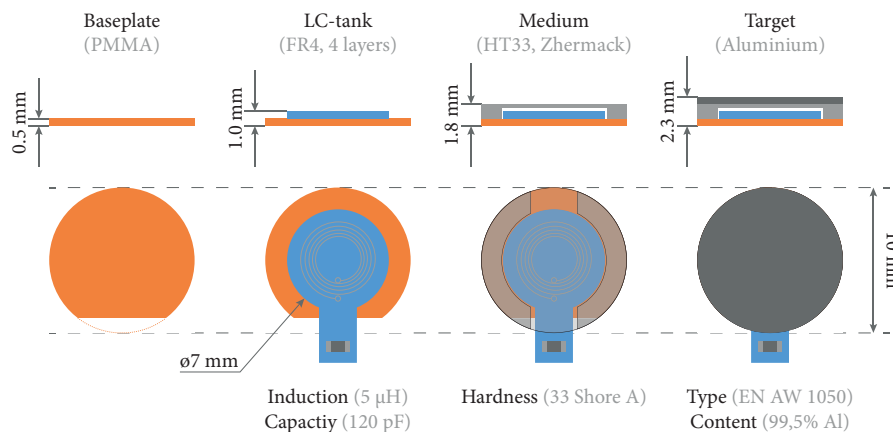 Baseplate
(PMMA)
LC-tank
(FR4, 4 layers)
Medium
(HT33, Zhermack)
Target
(Aluminium)
0.5 mm
1.0 mm
1.8 mm
2.3 mm
ø7 mm
Induction (5 µH)
Capactiy (120 pF)
Hardness (33 Shore A)
Type (EN AW 1050)
Content (99,5% Al)